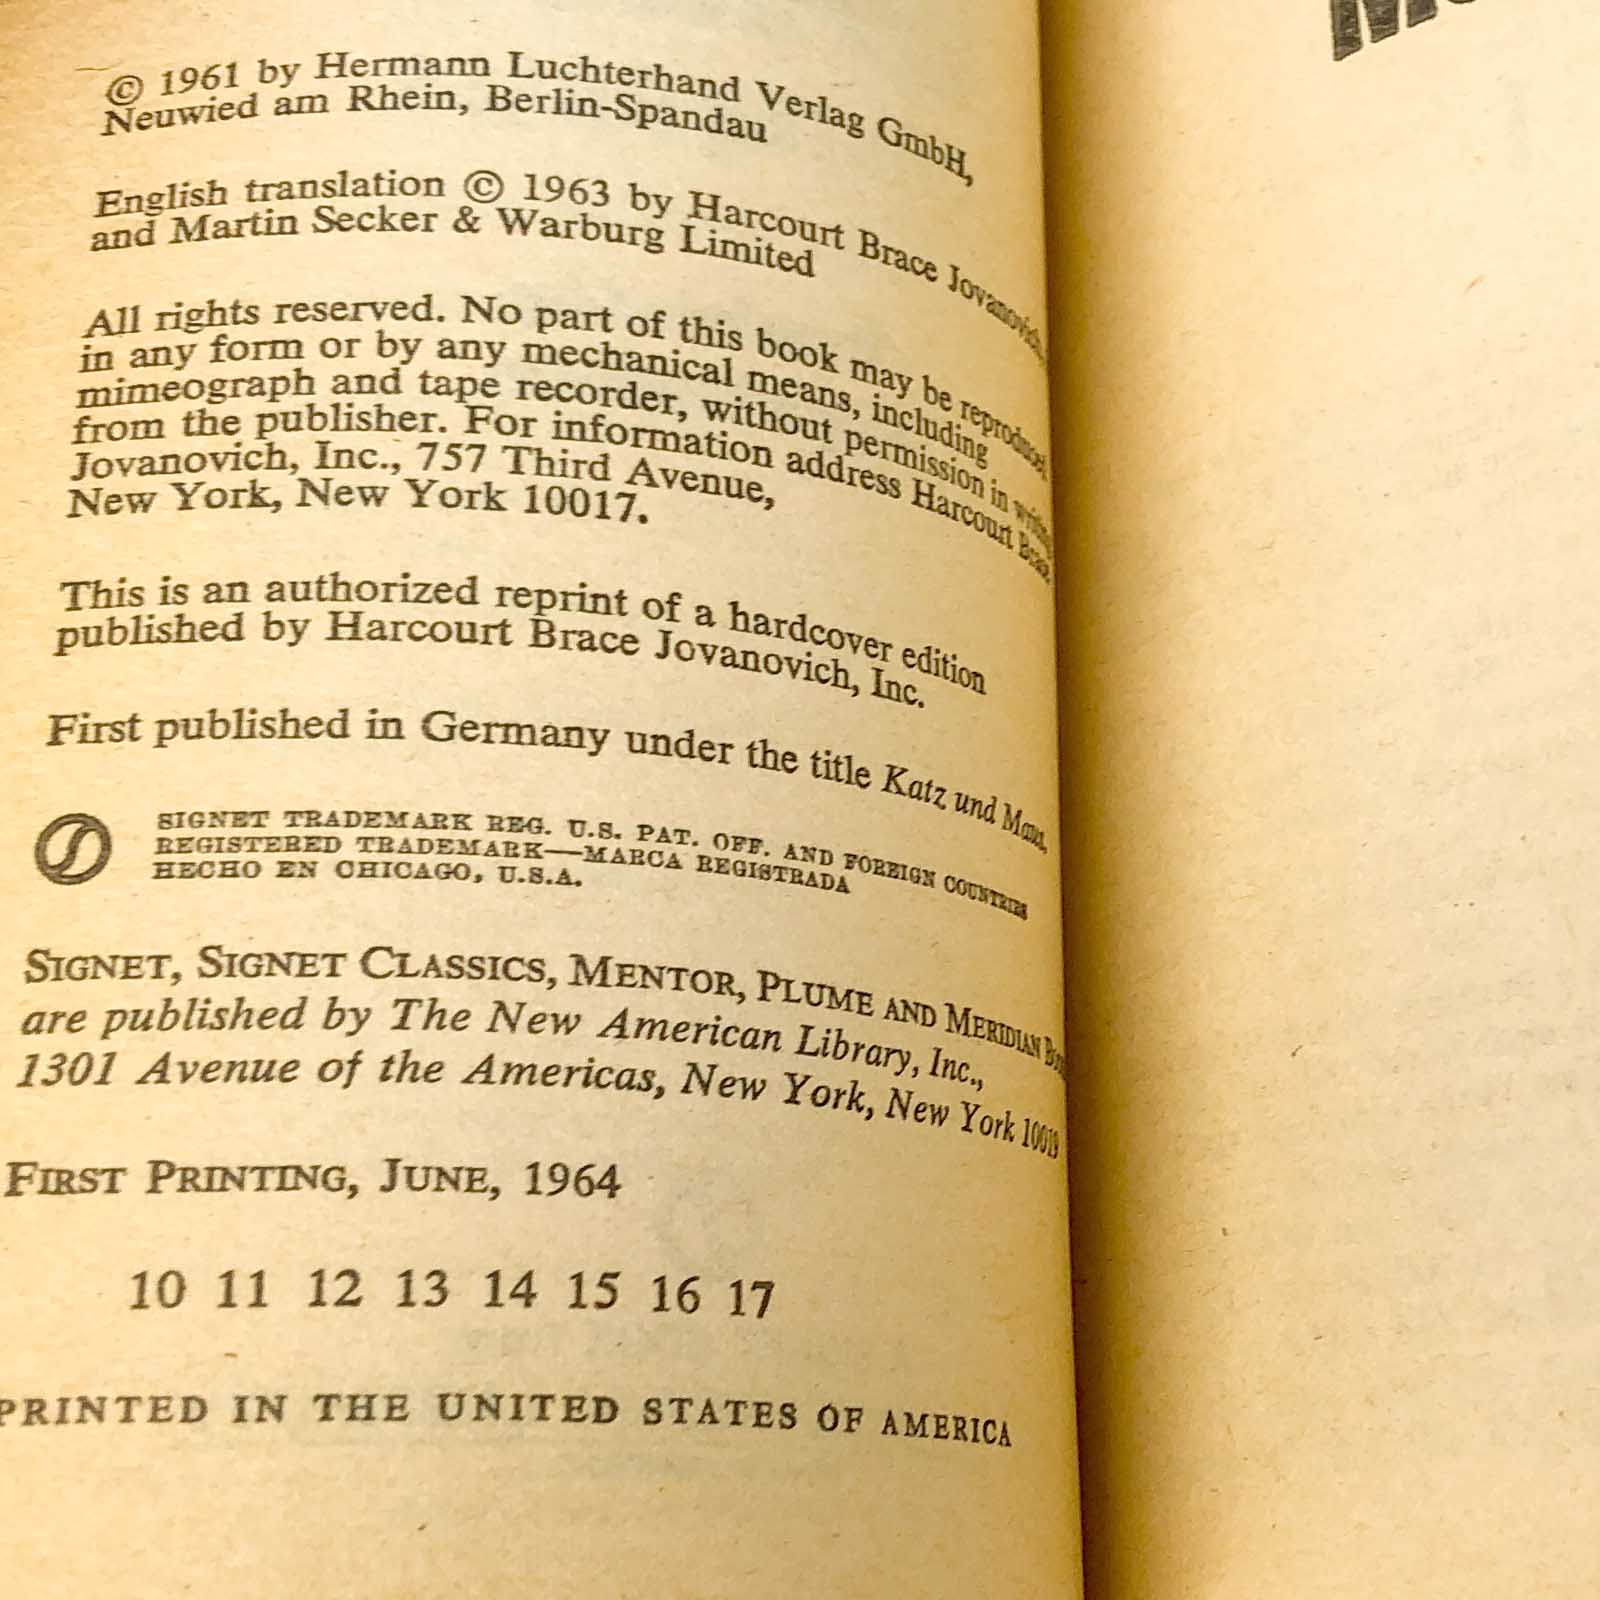 © 1961 by Hermann Luchterhand Verlag GmbH,
Neuwied am Rhein, Berlin-Spandau
English translation © 1963 by Harcourt Brace Jovanovich,
and Martin Secker & Warburg Limited
All rights reserved. No part of this book may be reproduced
in any form or by any mechanical means, including
mimeograph and tape recorder, without permission in writing
from the publisher. For information address Harcourt Brace
Jovanovich, Inc., 757 Third Avenue,
New York, New York 10017.
This is an authorized reprint of a hardcover edition
published by Harcourt Brace Jovanovich, Inc.
First published in Germany under the title Katz und Maus.
SIGNET TRADEMARK REG. U.S. PAT. OFF. AND FOREIGN COUNTRIES
REGISTERED TRADEMARK—MARCA REGISTRADA
HECHO EN CHICAGO, U.S.A.
SIGNET, SIGNET CLASSICS, MENTOR, PLUME AND MERIDIAN
are published by The New American Library, Inc.,
1301 Avenue of the Americas, New York, New York 10019
FIRST PRINTING, JUNE, 1964
10 11 12 13 14 15 16 17
PRINTED IN THE UNITED STATES OF AMERICA